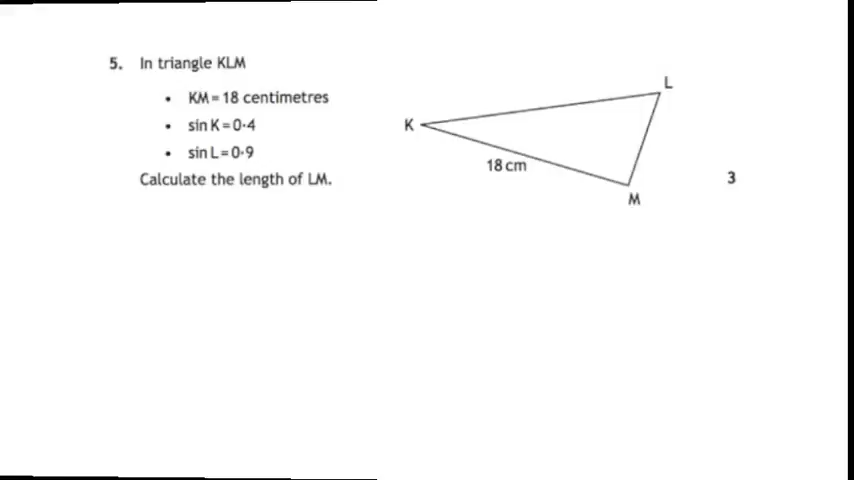 5. In triangle KLM
• KM = 18 centimetres
• sin K = 0·4
• sin L = 0·9
Calculate the length of LM.
L
K
18 cm
M
3